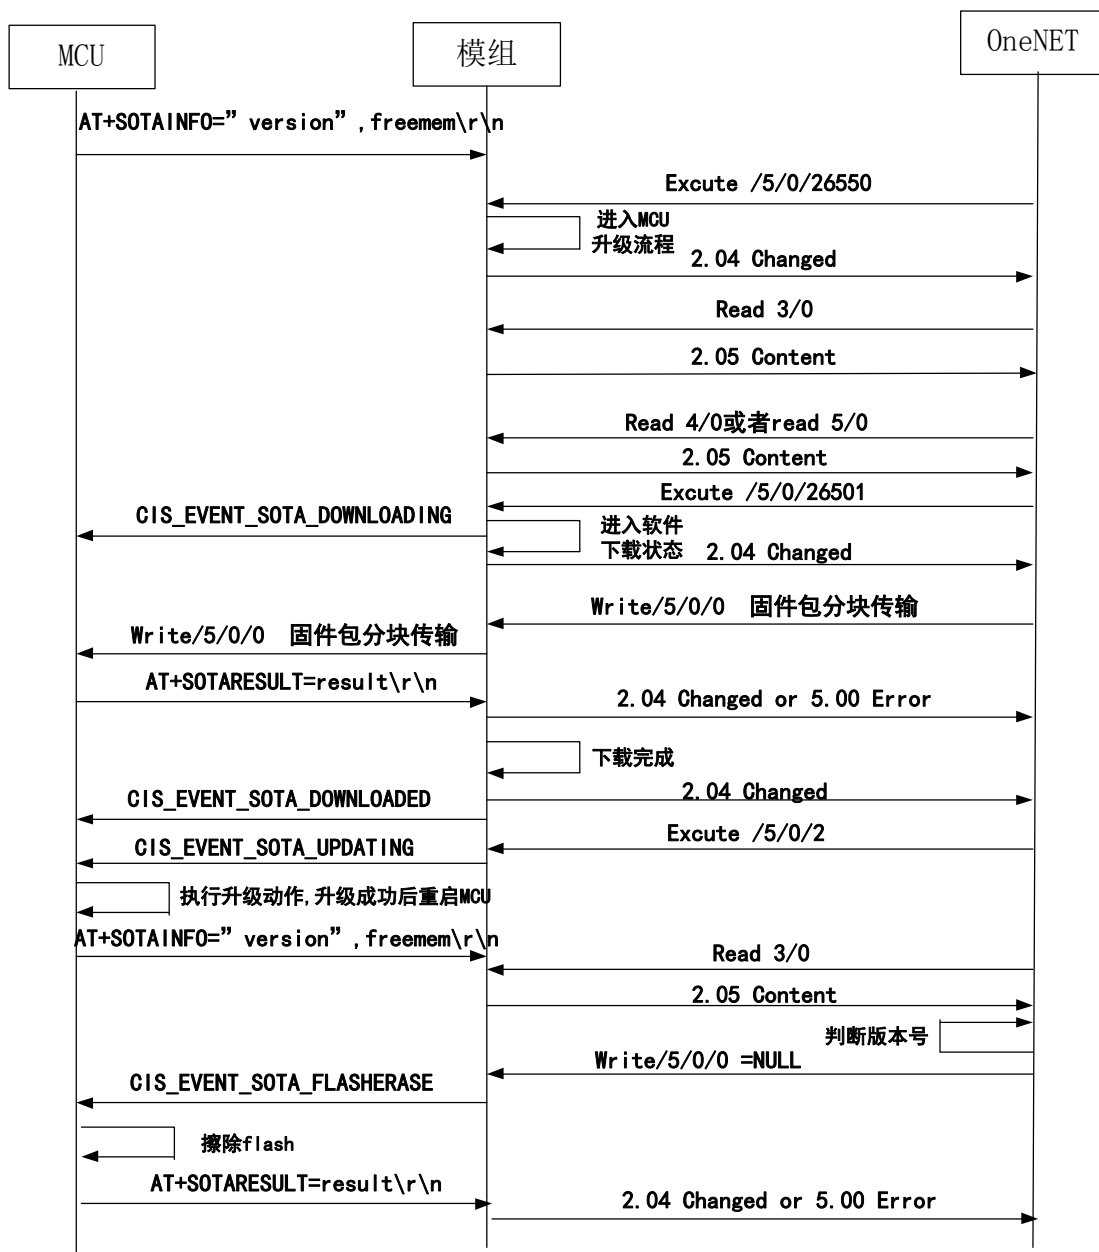 MCU
模组
OneNET
AT+SOTAINFO=”version”,freemem\r\n
Excute /5/0/26550
进入MCU
升级流程
2.04 Changed
Read 3/0
2.05 Content
Read 4/0或者read 5/0
2.05 Content
Excute /5/0/26501
CIS_EVENT_SOTA_DOWNLOADING
进入软件
下载状态
2.04 Changed
Write/5/0/0 固件包分块传输
Write/5/0/0 固件包分块传输
AT+SOTARESULT=result\r\n
2.04 Changed or 5.00 Error
下载完成
CIS_EVENT_SOTA_DOWNLOADED
2.04 Changed
Excute /5/0/2
CIS_EVENT_SOTA_UPDATING
执行升级动作,升级成功后重启MCU
AT+SOTAINFO=”version”,freemem\r\n
Read 3/0
2.05 Content
判断版本号
Write/5/0/0 =NULL
CIS_EVENT_SOTA_FLASHERASE
擦除flash
AT+SOTARESULT=result\r\n
2.04 Changed or 5.00 Error